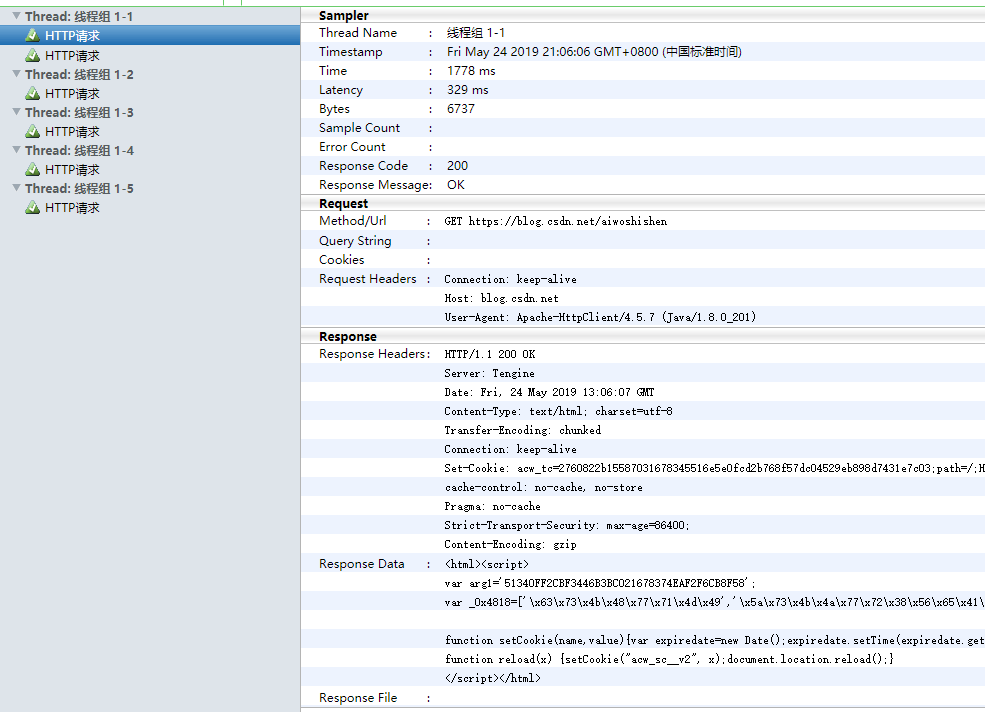 Thread: 线程组 1-1
HTTP请求
HTTP请求
Thread: 线程组 1-2
HTTP请求
Thread: 线程组 1-3
HTTP请求
Thread: 线程组 1-4
HTTP请求
Thread: 线程组 1-5
HTTP请求
Sampler
Thread Name : 线程组 1-1
Timestamp : Fri May 24 2019 21:06:06 GMT+0800 (中国标准时间)
Time : 1778 ms
Latency : 329 ms
Bytes : 6737
Sample Count :
Error Count :
Response Code : 200
Response Message: OK
Request
Method/Url : GET https://blog.csdn.net/aiwoshishen
Query String :
Cookies :
Request Headers : Connection: keep-alive
Host: blog.csdn.net
User-Agent: Apache-HttpClient/4.5.7 (Java/1.8.0_201)
Response
Response Headers: HTTP/1.1 200 OK
Server: Tengine
Date: Fri, 24 May 2019 13:06:07 GMT
Content-Type: text/html; charset=utf-8
Transfer-Encoding: chunked
Connection: keep-alive
Set-Cookie: acw_tc=2760822b15587031678345516e5e0fcd2b768f57dc04529eb898d7431e7c03;path=/;H
cache-control: no-cache, no-store
Pragma: no-cache
Strict-Transport-Security: max-age=86400;
Content-Encoding: gzip
Response Data : <html><script>
var arg1='51340FF2CBF3446B3BC021678374EAF2F6CB8F58';
var _0x4818=['\x63\x73\x4b\x48\x77\x71\x4d\x49','\x5a\x73\x4b\x4a\x77\x72\x38\x56\x65\x41\
function setCookie(name,value){var expiredate=new Date();expiredate.setTime(expiredate.get
function reload(x) {setCookie("acw_sc__v2", x);document.location.reload();}
</script></html>
Response File :